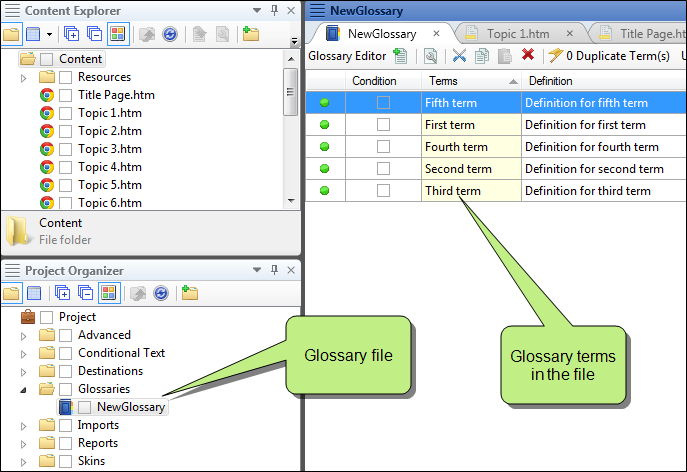 Content Explorer
Content
Resources
Title Page.htm
Topic 1.htm
Topic 2.htm
Topic 3.htm
Topic 4.htm
Topic 5.htm
Topic 6.htm
Content
File folder
Project Organizer
Project
Advanced
Conditional Text
Destinations
Glossaries
NewGlossary
Imports
Reports
Skins
Glossary file
NewGlossary
NewGlossary Topic 1.htm Title Page.ht
Glossary Editor 0 Duplicate Term(s) U
Condition Terms Definition
Fifth term Definition for fifth term
First term Definition for first term
Fourth term Definition for fourth term
Second term Definition for second term
Third term Definition for third term
Glossary terms
in the file